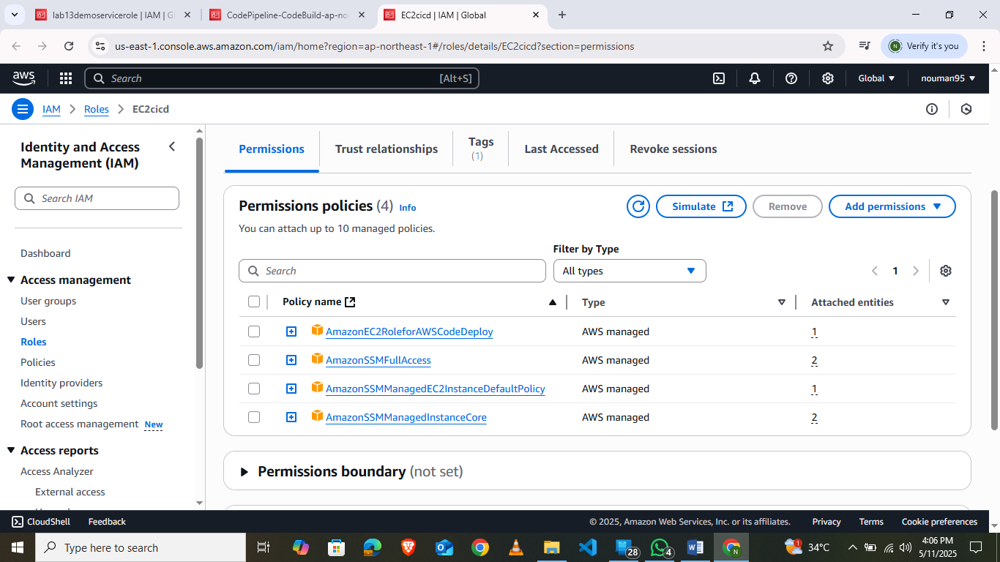 lab13demoservicerole | IAM | Gl
CodePipeline-CodeBuild-ap-no
EC2cicd | IAM | Global
us-east-1.console.aws.amazon.com/iam/home?region=ap-northeast-1#/roles/details/EC2cicd?section=permissions
N
Verify it's you
aws
Search
[Alt+S]
Global
nouman95
IAM
Roles
EC2cicd
Identity and Access
Management (IAM)
Search IAM
Dashboard
Access management
User groups
Users
Roles
Policies
Identity providers
Account settings
Root access management New
Access reports
Access Analyzer
External access
Permissions
Trust relationships
Tags
(1)
Last Accessed
Revoke sessions
Permissions policies (4) Info
Simulate
Remove
Add permissions
You can attach up to 10 managed policies.
Filter by Type
Search
All types
1
Policy name
Type
Attached entities
AmazonEC2RoleforAWSCodeDeploy AWS managed 1
AmazonSSMFullAccess AWS managed 2
AmazonSSMManagedEC2InstanceDefaultPolicy AWS managed 1
AmazonSSMManagedInstanceCore AWS managed 2
Permissions boundary (not set)
CloudShell
Feedback
© 2025, Amazon Web Services, Inc. or its affiliates.
Privacy
Terms
Cookie preferences
Type here to search
28
4
N
1
34°C
4:06 PM
5/11/2025